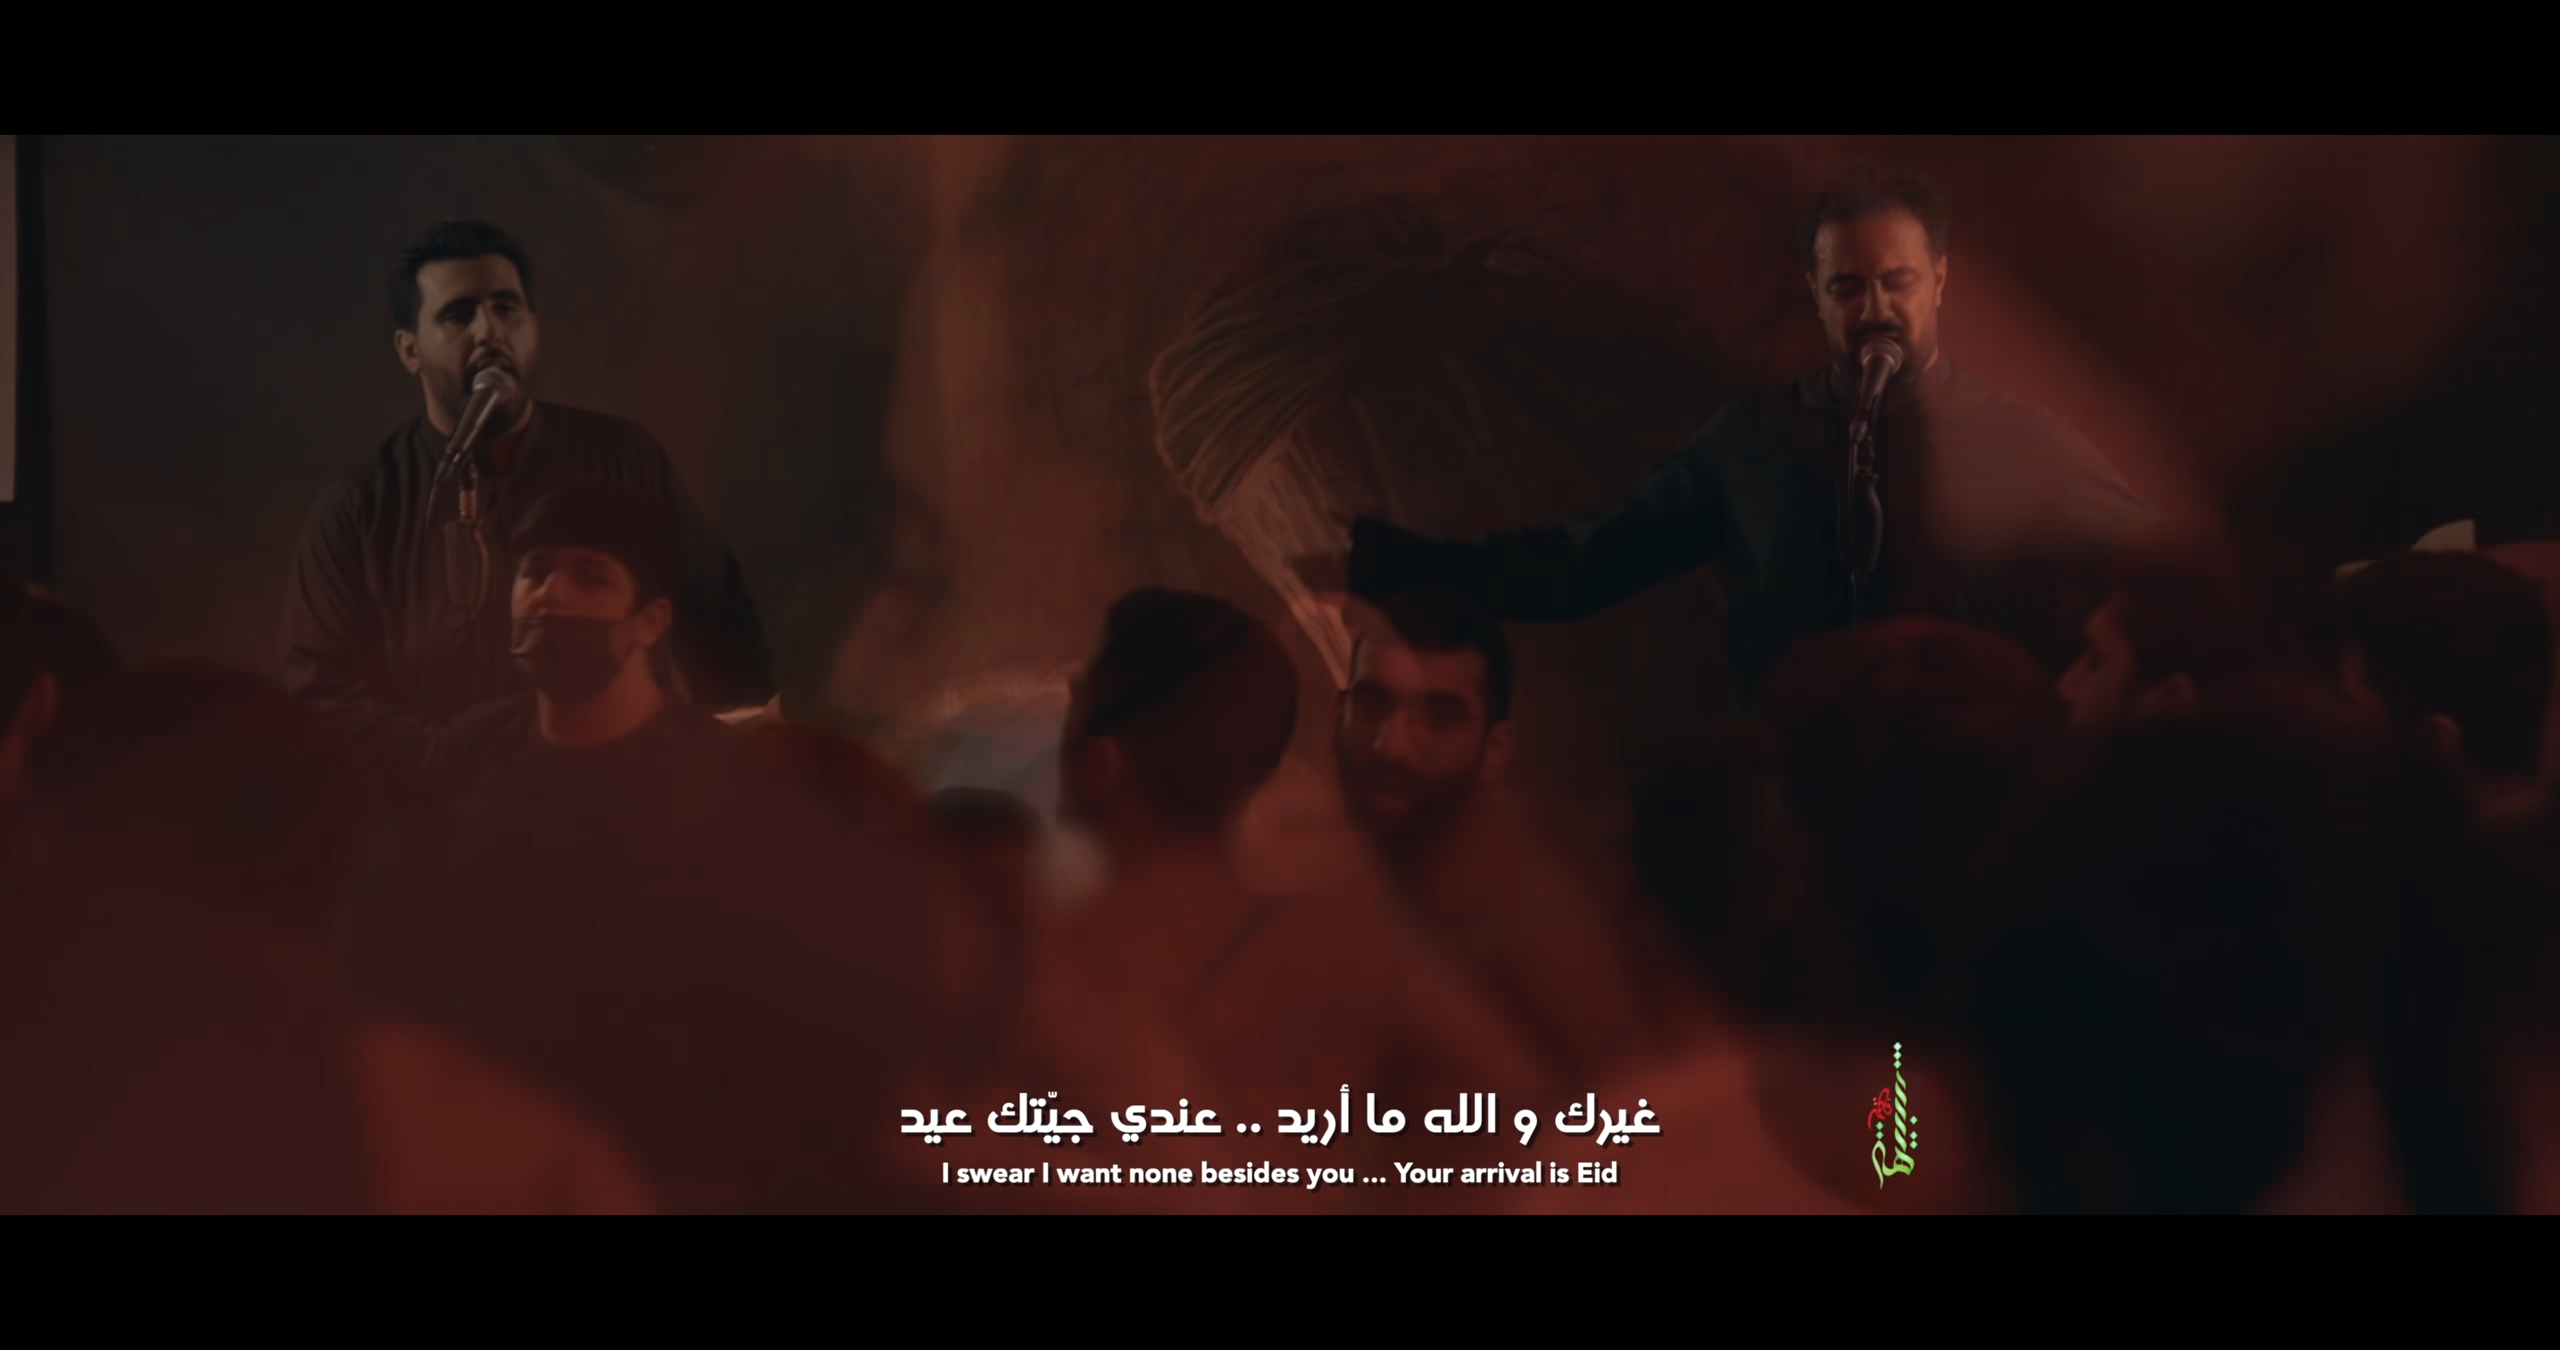 غيرك و الله ما أريد .. عندي جيّتك عيد
I swear I want none besides you ... Your arrival is Eid